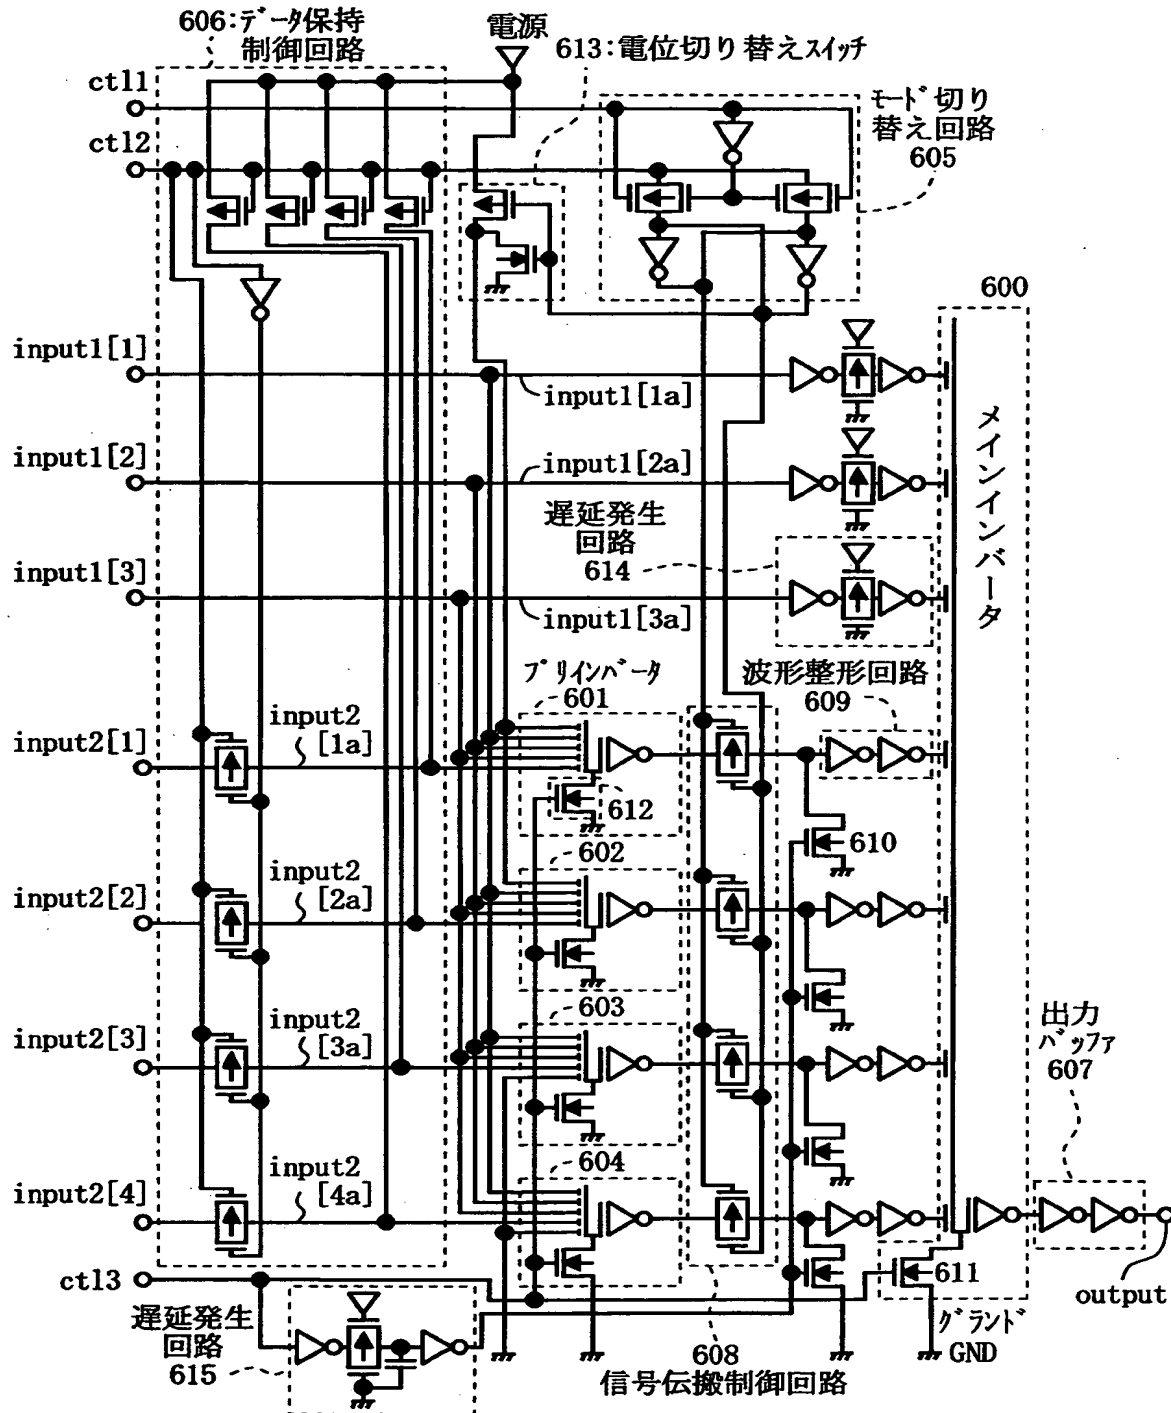 606:データ保持
制御回路
電源
613:電位切り替えスイッチ
ctl1
ctl2
モード切り
替え回路
605
600
input1[1]
input1[1a]
input1[2]
input1[2a]
遅延発生
回路
614
input1[3]
input1[3a]
メインインバータ
プリインバータ
601
波形整形回路
609
input2[1]
input2
[1a]
612
610
602
input2[2]
input2
[2a]
603
input2[3]
input2
[3a]
出力
バッファ
607
604
input2[4]
input2
[4a]
ctl3
611
output
遅延発生
回路
615
608
信号伝搬制御回路
グランド
GND